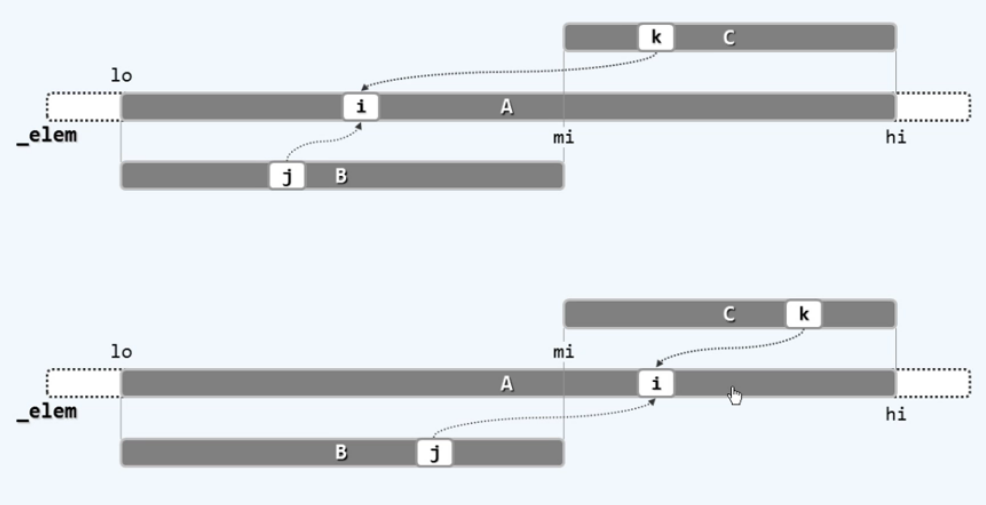 k C
lo
i A
_elem mi hi
j B
C k
lo mi
A i
_elem hi
B j